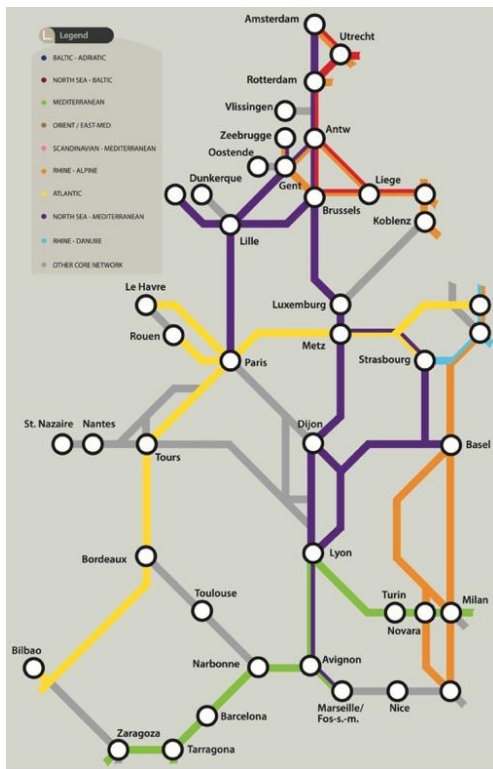 Legend
BALTIC - ADRIATIC
NORTH SEA - BALTIC
MEDITERRANEAN
ORIENT / EAST-MED
SCANDINAVIAN - MEDITERRANEAN
RHINE - ALPINE
ATLANTIC
NORTH SEA - MEDITERRANEAN
RHINE - DANUBE
OTHER CORE NETWORK
Amsterdam
Utrecht
Rotterdam
Vlissingen
Zeebrugge
Antw
Oostende
Dunkerque
Gent
Liege
Brussels
Koblenz
Lille
Le Havre
Luxemburg
Rouen
Metz
Paris
Strasbourg
St. Nazaire
Nantes
Dijon
Tours
Basel
Bordeaux
Lyon
Toulouse
Turin
Milan
Novara
Bilbao
Narbonne
Avignon
Marseille/
Fos-s.-m.
Nice
Barcelona
Zaragoza
Tarragona